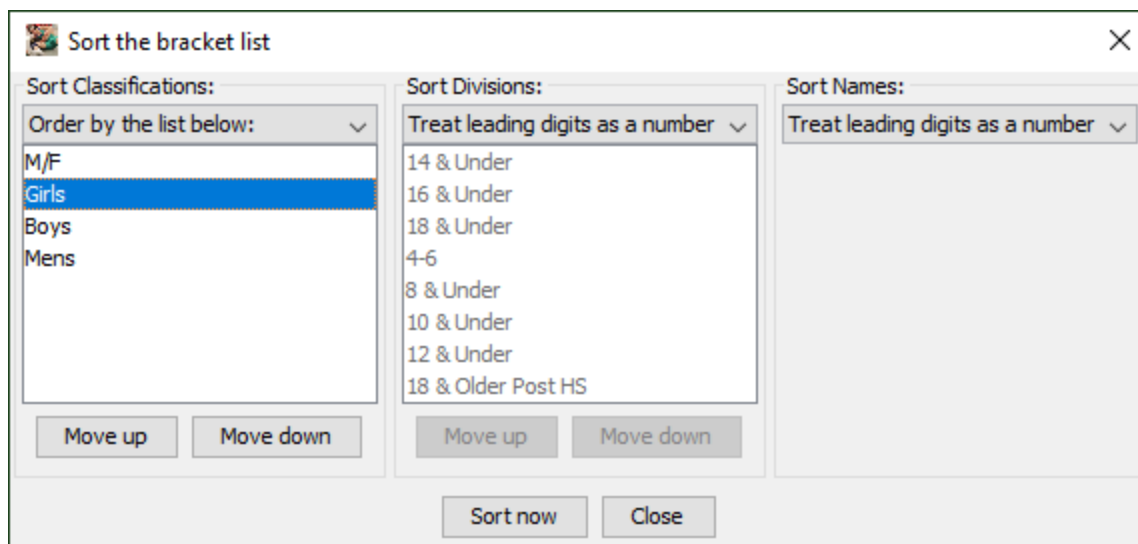 Sort the bracket list
Sort Classifications:
Order by the list below:
M/F
Girls
Boys
Mens
Move up
Move down
Sort Divisions:
Treat leading digits as a number
14 & Under
16 & Under
18 & Under
4-6
8 & Under
10 & Under
12 & Under
18 & Older Post HS
Move up
Move down
Sort Names:
Treat leading digits as a number
Sort now
Close